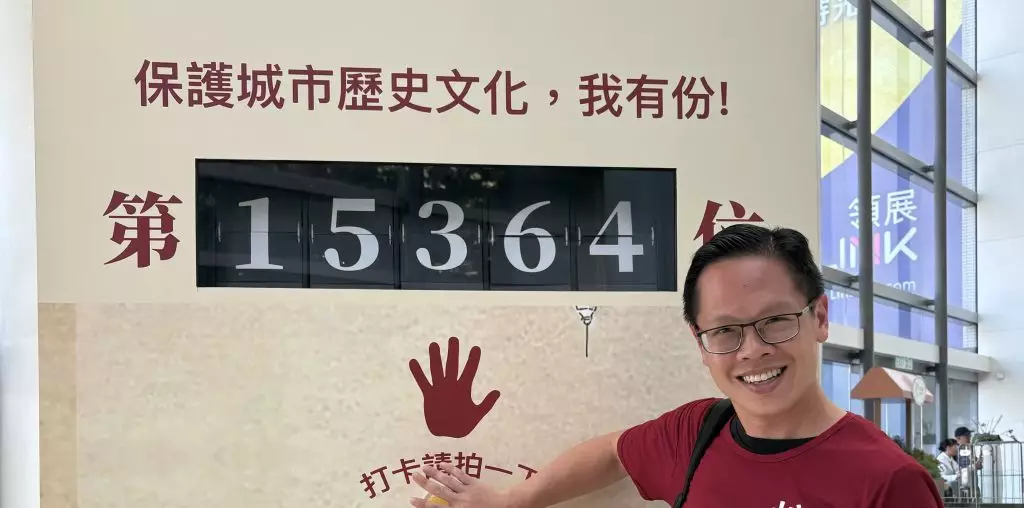 保護城市歷史文化，我有份!
第 15364 位
打卡請拍一下
領展
LINK